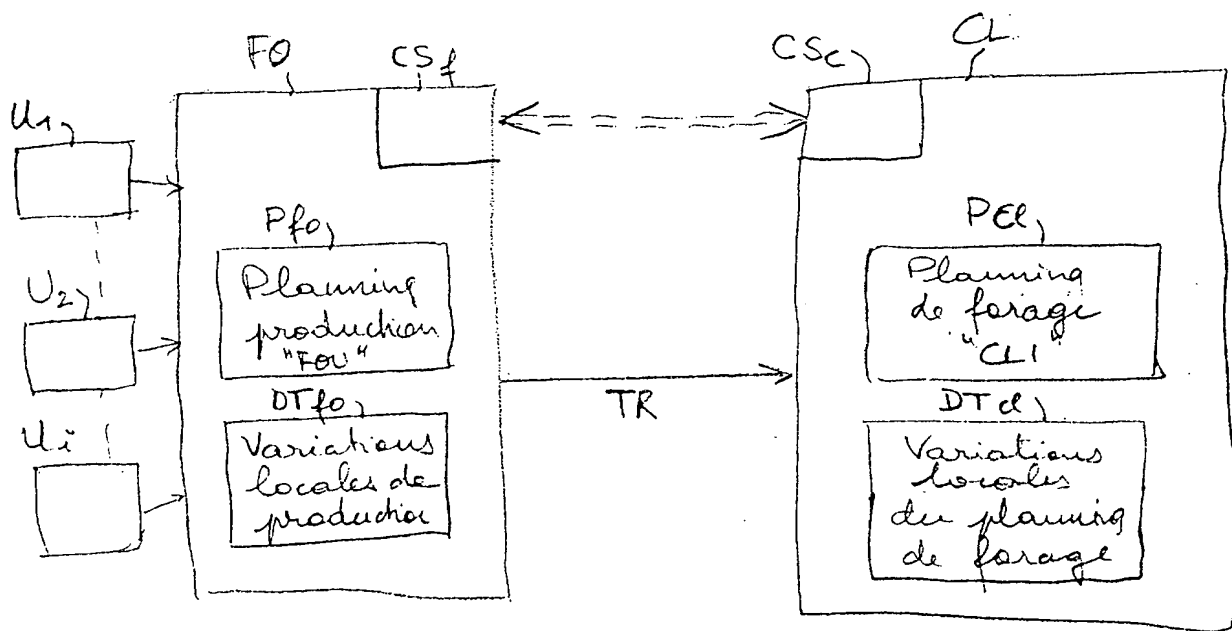 FO
CSf
CSc
CL
U1
Pfo
PCl
Planning
production
"FOU"
Planning
de forage
"CLI"
U2
DTfo
TR
DTcl
Ui
Variations
locales de
production
Variations
locales
du planning
de forage